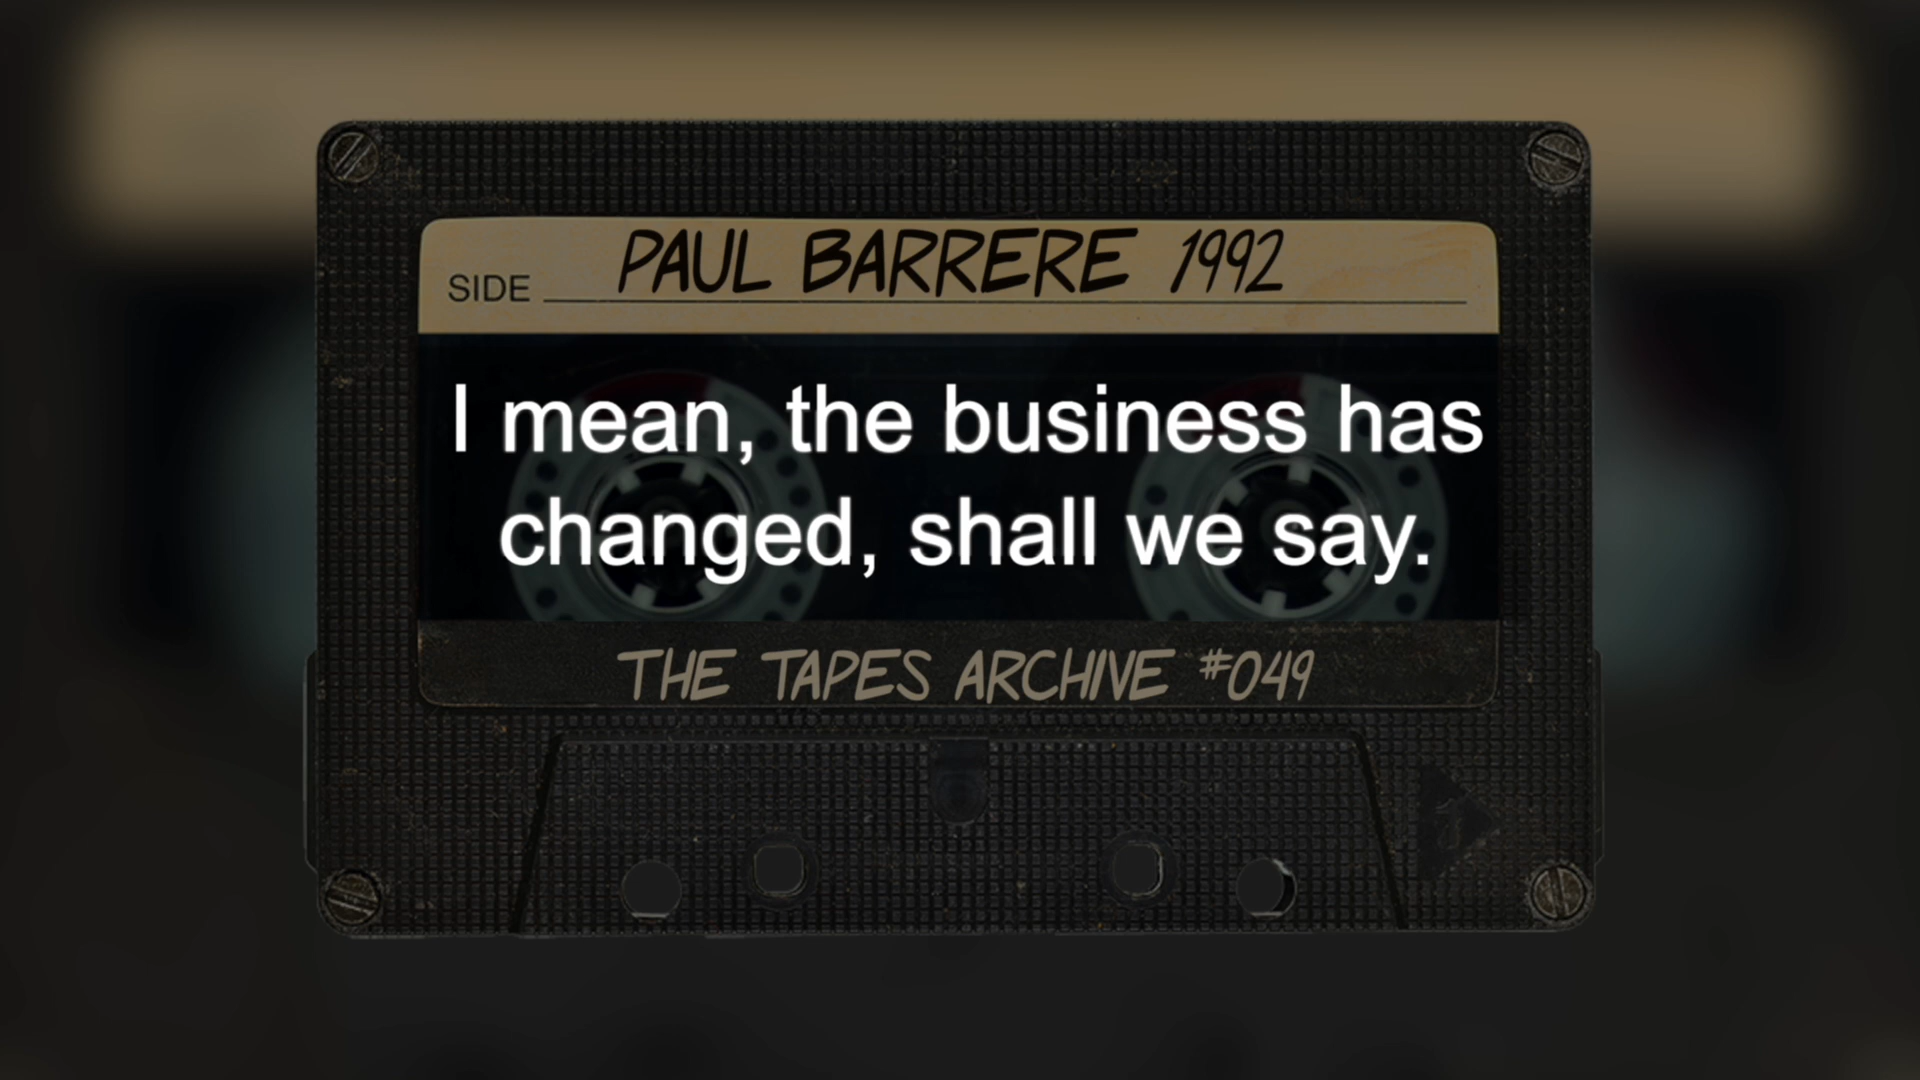 SIDE PAUL BARRERE 1992
I mean, the business has
changed, shall we say.
THE TAPES ARCHIVE #049